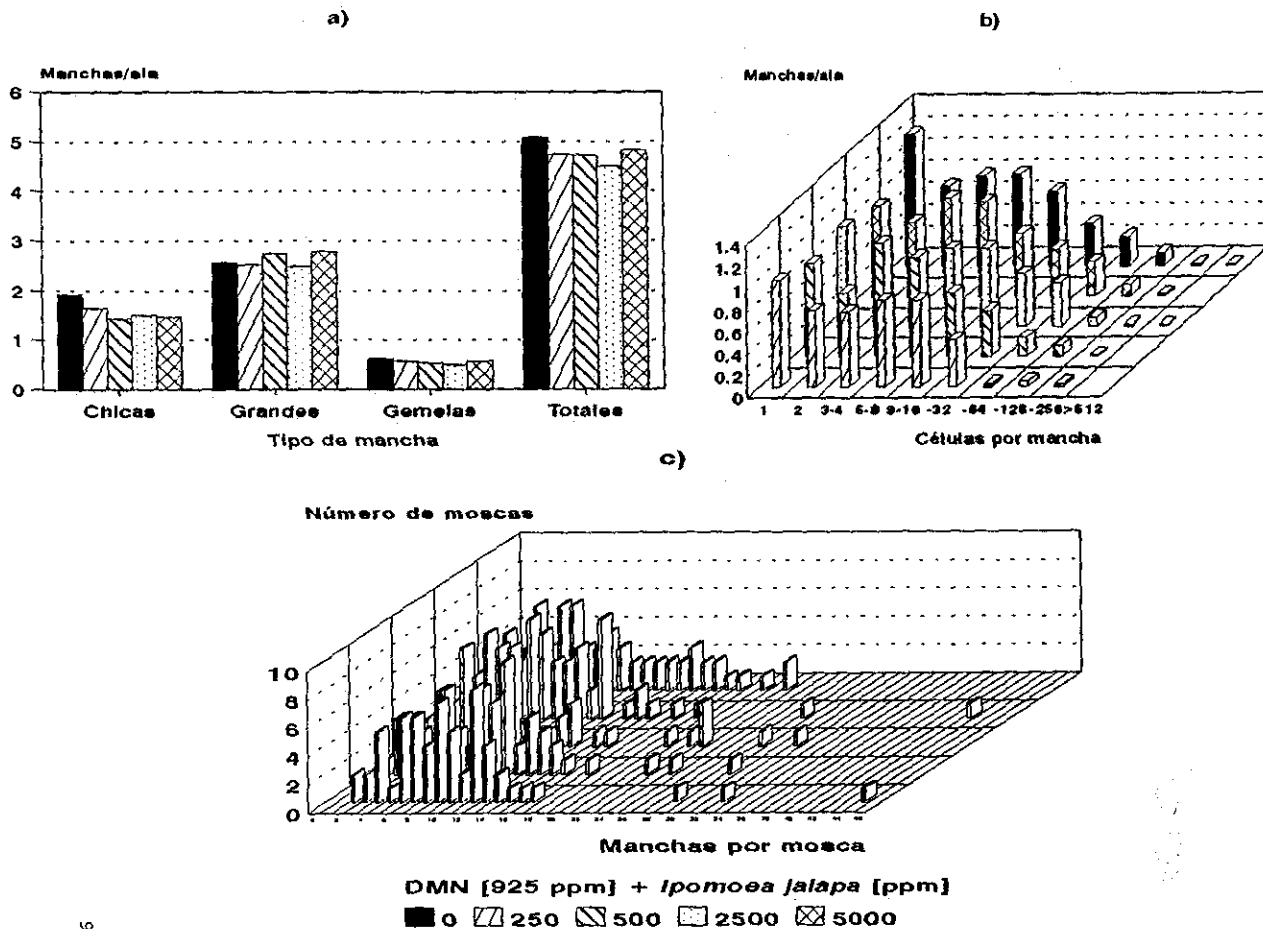 a)
Manchas/ala
6
5
4
3
2
1
0
Chicas Grandes Gemelas Totales
Tipo de mancha
b)
Manchas/ala
1.4
1.2
1
0.8
0.6
0.4
0.2
0
1 2 3-4 5-8 9-16 -32 -64 -128 -256 >512
Células por mancha
c)
Número de moscas
10
8
6
4
2
0
Manchas por mosca
DMN [925 ppm] + Ipomoea jalapa [ppm]
0 250 500 2500 5000